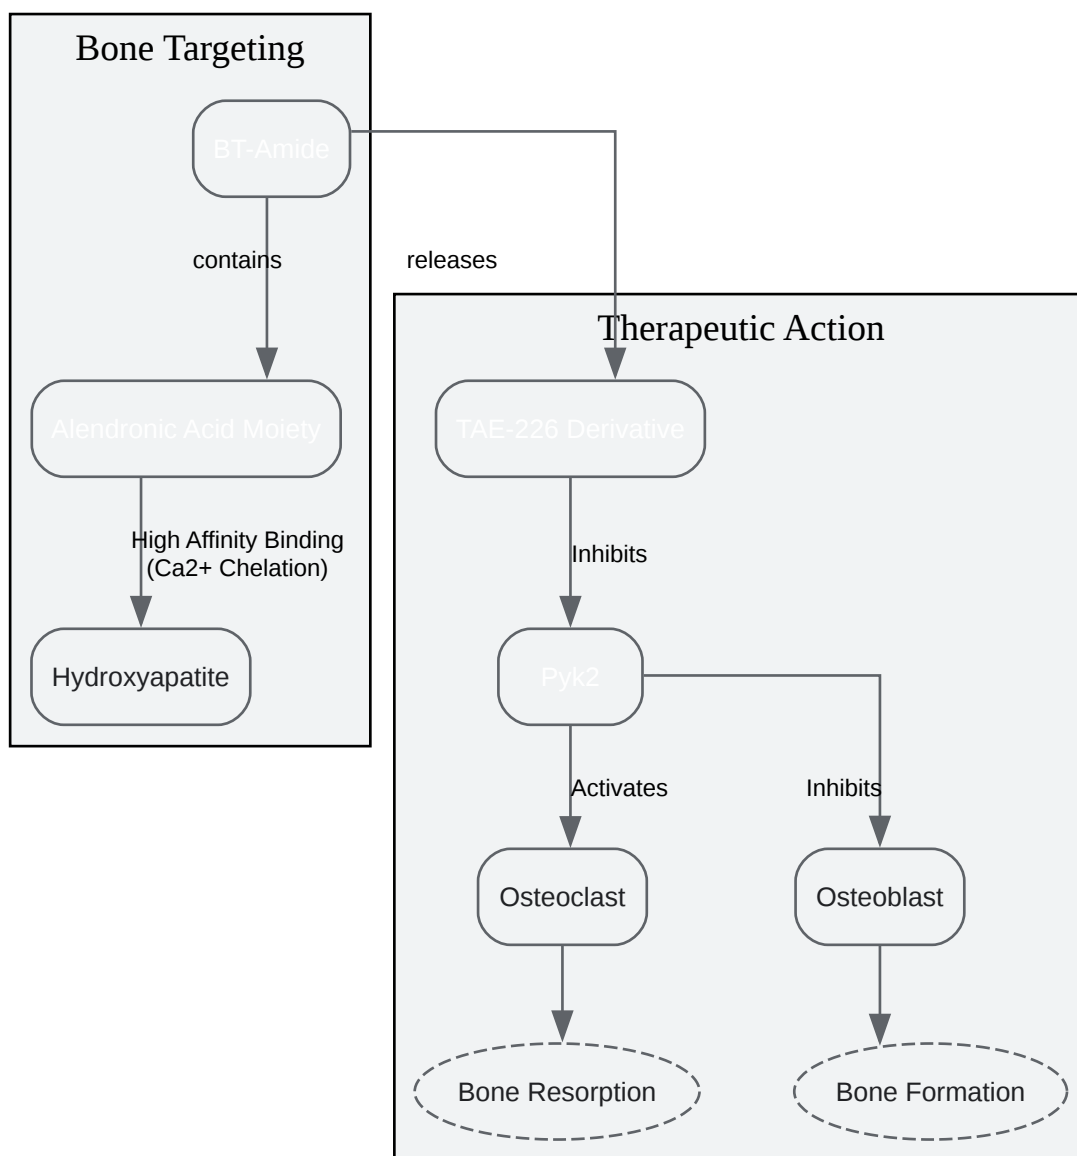 Bone Targeting
BT-Amide
contains
releases
Therapeutic Action
Alendronic Acid Moiety
TAE-226 Derivative
High Affinity Binding
(Ca2+ Chelation)
Inhibits
Hydroxyapatite
Pyk2
Activates
Inhibits
Osteoclast
Osteoblast
Bone Resorption
Bone Formation